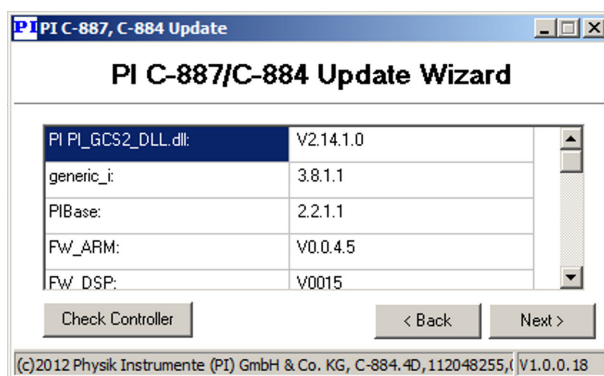 PI PI C-887, C-884 Update
PI C-887/C-884 Update Wizard
PI PI_GCS2_DLL.dll: V2.14.1.0
generic_i: 3.8.1.1
PIBase: 2.2.1.1
FW_ARM: V0.0.4.5
FW_DSP: V0015
Check Controller < Back Next >
(c)2012 Physik Instrumente (PI) GmbH & Co. KG, C-884.4D,112048255, V1.0.0.18